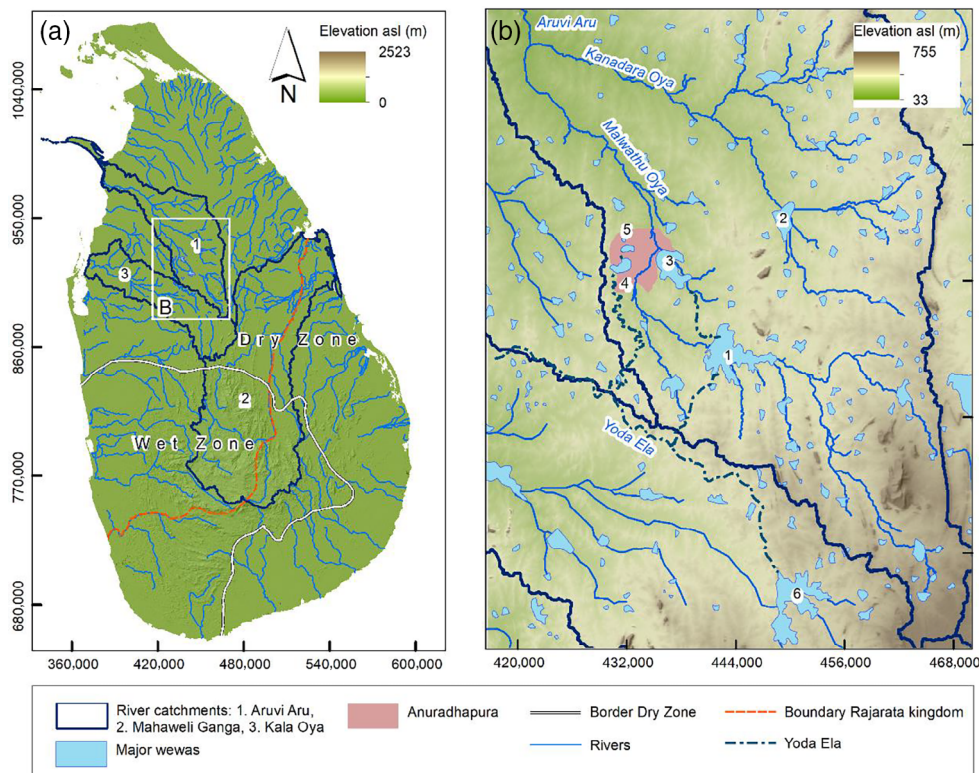 (a)
Elevation asl (m)
2523
0
N
1040,000
950,000
860,000
770,000
680,000
1
3
B
Dry Zone
2
Wet Zone
360,000 420,000 480,000 540,000 600,000
(b)
Aruvi Aru
Kanadara Oya
Malwathu Oya
Elevation asl (m)
755
33
2
5
3
4
1
Yoda Ela
6
420,000 432,000 444,000 456,000 468,000
River catchments: 1. Aruvi Aru,
2. Mahaweli Ganga, 3. Kala Oya
Major wewas
Anuradhapura
Border Dry Zone
Rivers
Boundary Rajarata kingdom
Yoda Ela